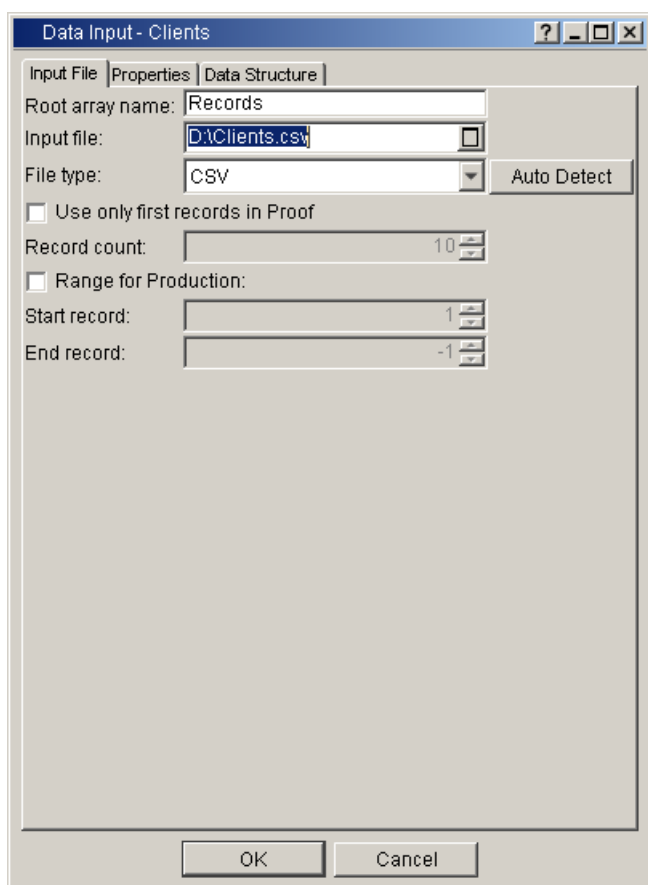 Data Input - Clients
Input File Properties Data Structure
Root array name: Records
Input file: D:\Clients.csv
File type: CSV Auto Detect
Use only first records in Proof
Record count: 10
Range for Production:
Start record: 1
End record: -1
OK Cancel